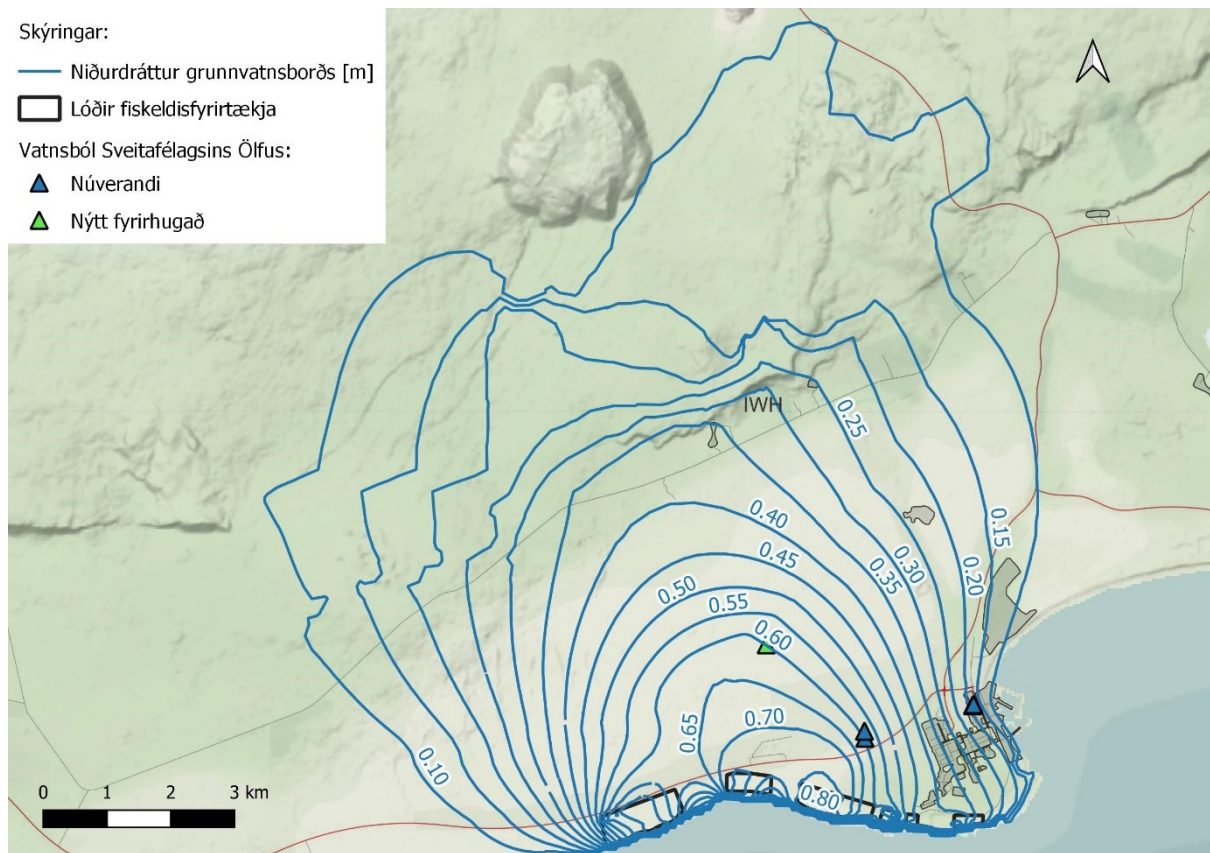 Skýringar:
Niðurdráttur grunnvatnsborðs [m]
Lóðir fiskeldisfyrirtækja
Vatnsból Sveitafélagsins Ölfus:
Núverandi
Nýtt fyrirhugað
IWH
0.25
0.40
0.45
0.30
0.15
0.35
0.20
0.50
0.55
0.60
0.65
0.70
0.10
0.80
0 1 2 3 km